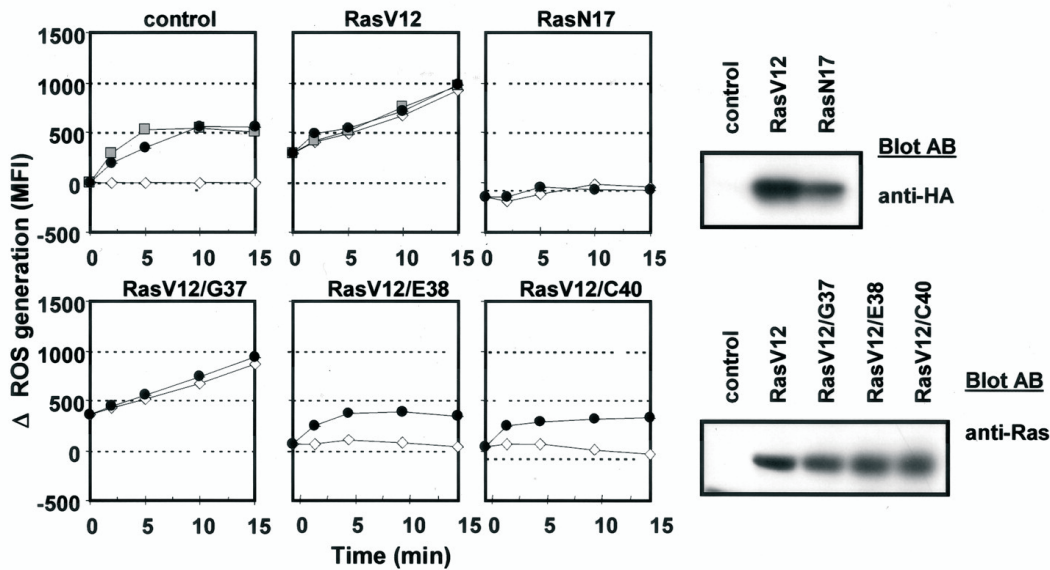 control
RasV12
RasN17
1500
1000
500
0
-500
0 5 10 15
0 5 10 15
0 5 10 15
RasV12/G37
RasV12/E38
RasV12/C40
1500
1000
500
0
-500
0 5 10 15
0 5 10 15
0 5 10 15
Δ ROS generation (MFI)
Time (min)
control
RasV12
RasN17
Blot AB
anti-HA
control
RasV12
RasV12/G37
RasV12/E38
RasV12/C40
Blot AB
anti-Ras